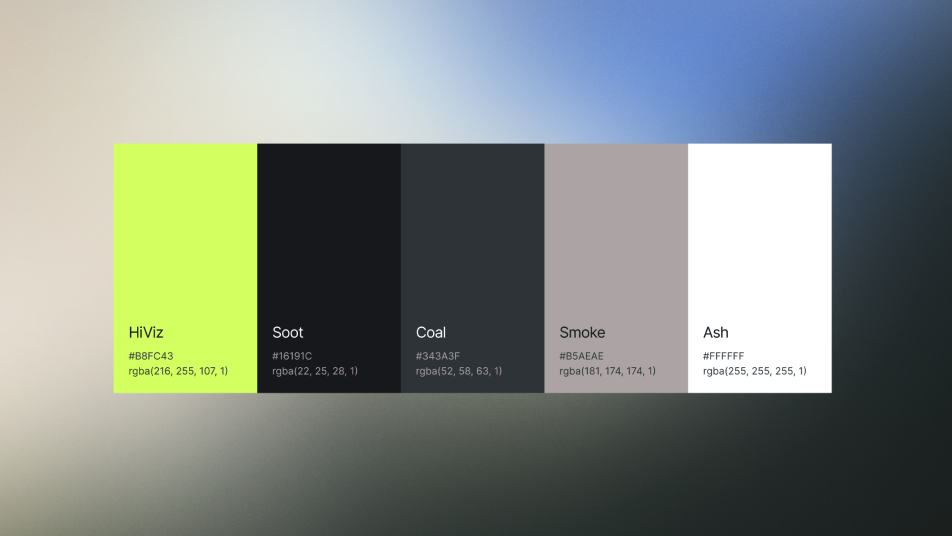 HiViz
#B8FC43
rgba(216, 255, 107, 1)
Soot
#16191C
rgba(22, 25, 28, 1)
Coal
#343A3F
rgba(52, 58, 63, 1)
Smoke
#B5AEAE
rgba(181, 174, 174, 1)
Ash
#FFFFFF
rgba(255, 255, 255, 1)